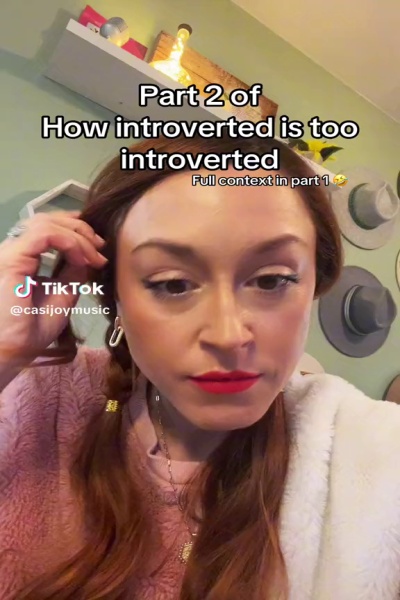 Part 2 of
How introverted is too
introverted
Full context in part 1 🤣
TikTok
@casijoymusic